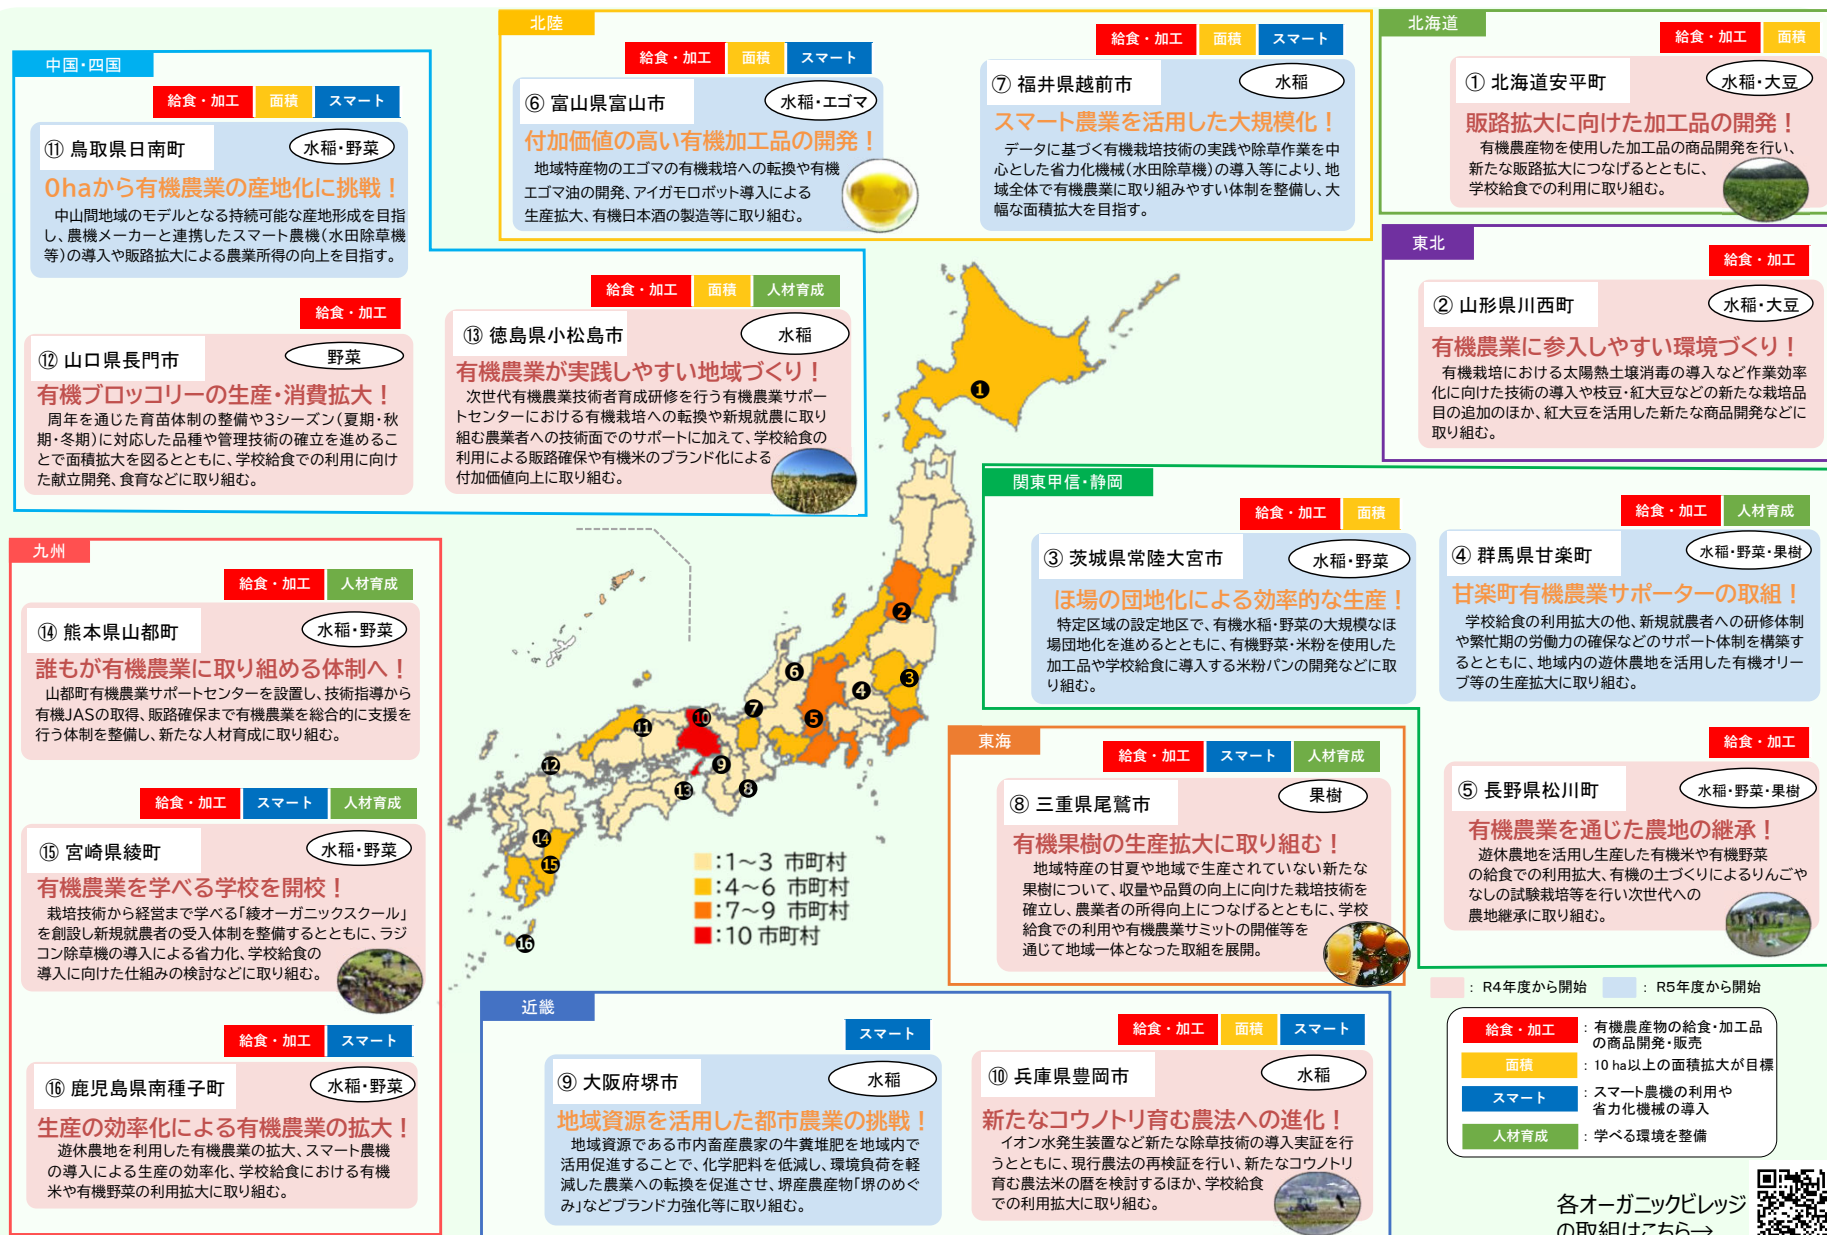 中国・四国
給食・加工 面積 スマート
⑪ 鳥取県日南町
水稲・野菜
0haから有機農業の産地化に挑戦！
中山間地域のモデルとなる持続可能な産地形成を目指
し、農機メーカーと連携したスマート農機（水田除草機
等）の導入や販路拡大による農業所得の向上を目指す。
給食・加工
⑫ 山口県長門市
野菜
有機ブロッコリーの生産・消費拡大！
周年を通じた育苗体制の整備や3シーズン（夏期・秋
期・冬期）に対応した品種や管理技術の確立を進めるこ
とで面積拡大を図るとともに、学校給食での利用に向け
た献立開発、食育などに取り組む。
給食・加工 面積 人材育成
⑬ 徳島県小松島市
水稲
有機農業が実践しやすい地域づくり！
次世代有機農業技術者育成研修を行う有機農業サポー
トセンターにおける有機栽培への転換や新規就農に取り
組む農業者への技術面でのサポートに加えて、学校給食の
利用による販路確保や有機米のブランド化による
付加価値向上に取り組む。
北陸
給食・加工 面積 スマート
⑥ 富山県富山市
水稲・エゴマ
付加価値の高い有機加工品の開発！
地域特産物のエゴマの有機栽培への転換や有機
エゴマ油の開発、アイガモロボット導入による
生産拡大、有機日本酒の製造等に取り組む。
給食・加工 面積 スマート
⑦ 福井県越前市
水稲
スマート農業を活用した大規模化！
データに基づく有機栽培技術の実践や除草作業を中
心とした省力化機械（水田除草機）の導入等により、地
域全体で有機農業に取り組みやすい体制を整備し、大
幅な面積拡大を目指す。
北海道
給食・加工 面積
① 北海道安平町
水稲・大豆
販路拡大に向けた加工品の開発！
有機農産物を使用した加工品の商品開発を行い、
新たな販路拡大につなげるとともに、
学校給食での利用に取り組む。
東北
給食・加工
② 山形県川西町
水稲・大豆
有機農業に参入しやすい環境づくり！
有機栽培における太陽熱土壌消毒の導入など作業効率
化に向けた技術の導入や枝豆・紅大豆などの新たな栽培品
目の追加のほか、紅大豆を活用した新たな商品開発などに
取り組む。
関東甲信・静岡
給食・加工 面積
③ 茨城県常陸大宮市
水稲・野菜
ほ場の団地化による効率的な生産！
特定区域の設定地区で、有機水稲・野菜の大規模なほ
場団地化を進めるとともに、有機野菜・米粉を使用した
加工品や学校給食に導入する米粉パンの開発などに取
り組む。
給食・加工 人材育成
④ 群馬県甘楽町
水稲・野菜・果樹
甘楽町有機農業サポーターの取組！
学校給食の利用拡大の他、新規就農者への研修体制
や繁忙期の労働力の確保などのサポート体制を構築す
るとともに、地域内の遊休農地を活用した有機オリー
ブ等の生産拡大に取り組む。
給食・加工
⑤ 長野県松川町
水稲・野菜・果樹
有機農業を通じた農地の継承！
遊休農地を活用し生産した有機米や有機野菜
の給食での利用拡大、有機の土づくりによるりんごや
なしの試験栽培等を行い次世代への
農地継承に取り組む。
九州
給食・加工 人材育成
⑭ 熊本県山都町
水稲・野菜
誰もが有機農業に取り組める体制へ！
山都町有機農業サポートセンターを設置し、技術指導から
有機JASの取得、販路確保まで有機農業を総合的に支援を
行う体制を整備し、新たな人材育成に取り組む。
給食・加工 スマート 人材育成
⑮ 宮崎県綾町
水稲・野菜
有機農業を学べる学校を開校！
栽培技術から経営まで学べる「綾オーガニックスクール」
を創設し新規就農者の受入体制を整備するとともに、ラジ
コン除草機の導入による省力化、学校給食の
導入に向けた仕組みの検討などに取り組む。
給食・加工 スマート
⑯ 鹿児島県南種子町
水稲・野菜
生産の効率化による有機農業の拡大！
遊休農地を利用した有機農業の拡大、スマート農機
の導入による生産の効率化、学校給食における有機
米や有機野菜の利用拡大に取り組む。
❶
❷
❸
❹
❺
❻
❼
❽
❾
❿
⓫
⓬
⓭
⓮
⓯
⓰
：1～3 市町村
：4～6 市町村
：7～9 市町村
：10 市町村
東海
給食・加工 スマート 人材育成
⑧ 三重県尾鷲市
果樹
有機果樹の生産拡大に取り組む！
地域特産の甘夏や地域で生産されていない新たな
果樹について、収量や品質の向上に向けた栽培技術を
確立し、農業者の所得向上につなげるとともに、学校
給食での利用や有機農業サミットの開催等を
通じて地域一体となった取組を展開。
近畿
スマート
⑨ 大阪府堺市
水稲
地域資源を活用した都市農業の挑戦！
地域資源である市内畜産農家の牛糞堆肥を地域内で
活用促進することで、化学肥料を低減し、環境負荷を軽
減した農業への転換を促進させ、堺産農産物「堺のめぐ
み」などブランド力強化等に取り組む。
給食・加工 面積 スマート
⑩ 兵庫県豊岡市
水稲
新たなコウノトリ育む農法への進化！
イオン水発生装置など新たな除草技術の導入実証を行
うとともに、現行農法の再検証を行い、新たなコウノトリ
育む農法米の暦を検討するほか、学校給食
での利用拡大に取り組む。
：R4年度から開始 ：R5年度から開始
給食・加工 ：有機農産物の給食・加工品
の商品開発・販売
面積 ：10 ha以上の面積拡大が目標
スマート ：スマート農機の利用や
省力化機械の導入
人材育成 ：学べる環境を整備
各オーガニックビレッジ
の取組はこちら→